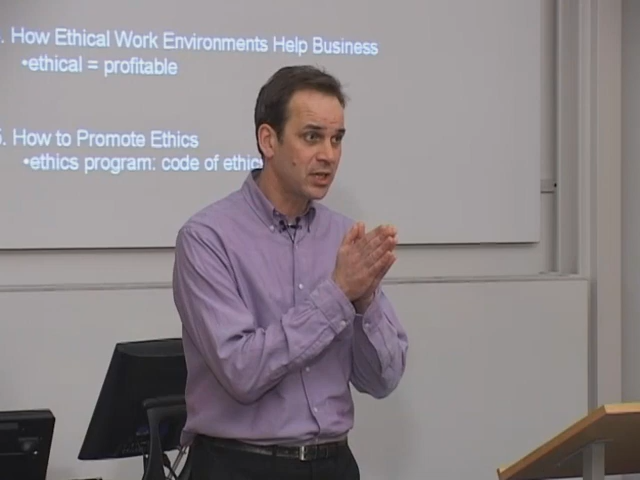 . How Ethical Work Environments Help Business
•ethical = profitable
. How to Promote Ethics
•ethics program: code of ethic